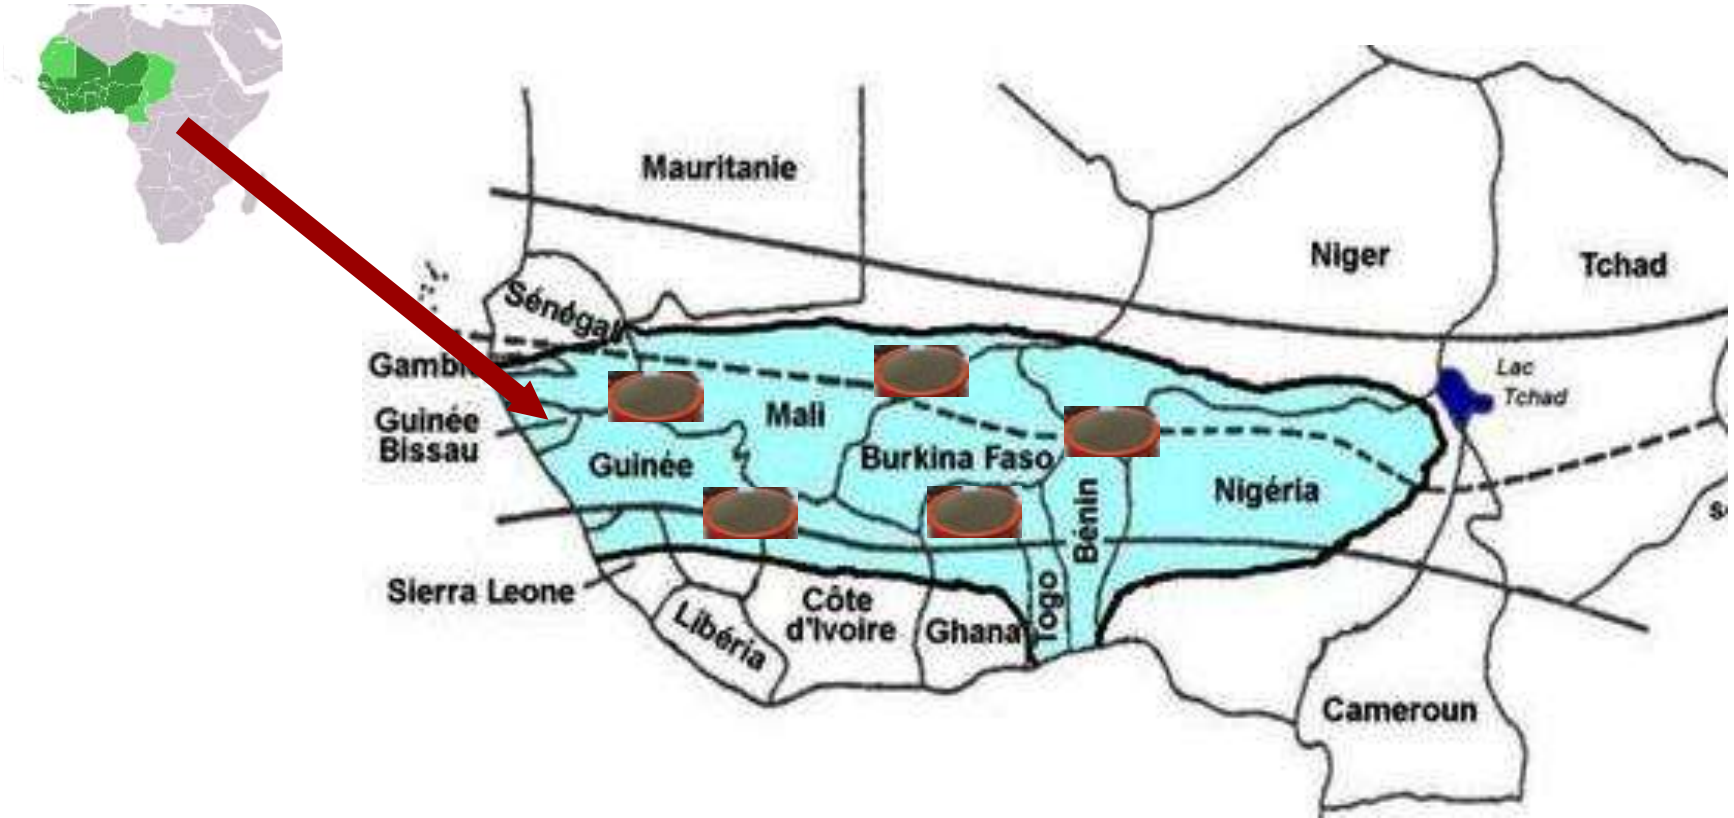 Mauritanie
Niger
Tchad
Sénégal
Lac
Tchad
Guinée
Bissau
Mali
Guinée
Burkina Faso
Nigéria
Bénin
Sierra Leone
Libéria
Côte
d'Ivoire
Ghana
Togo
Cameroun